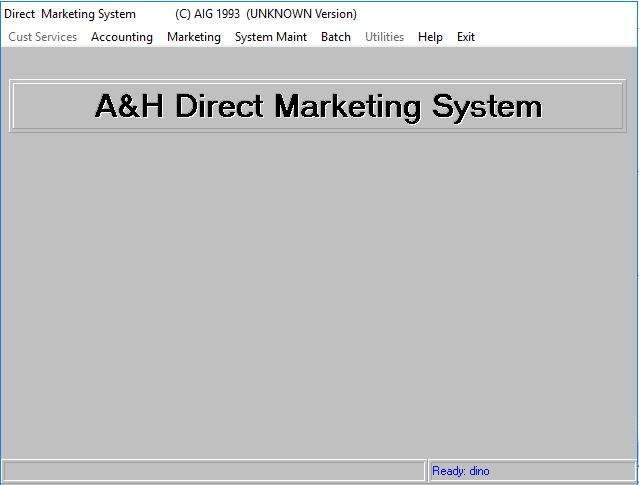 Direct Marketing System (C) AIG 1993 (UNKNOWN Version)
Cust Services Accounting Marketing System Maint Batch Utilities Help Exit
A&H Direct Marketing System
Ready: dino